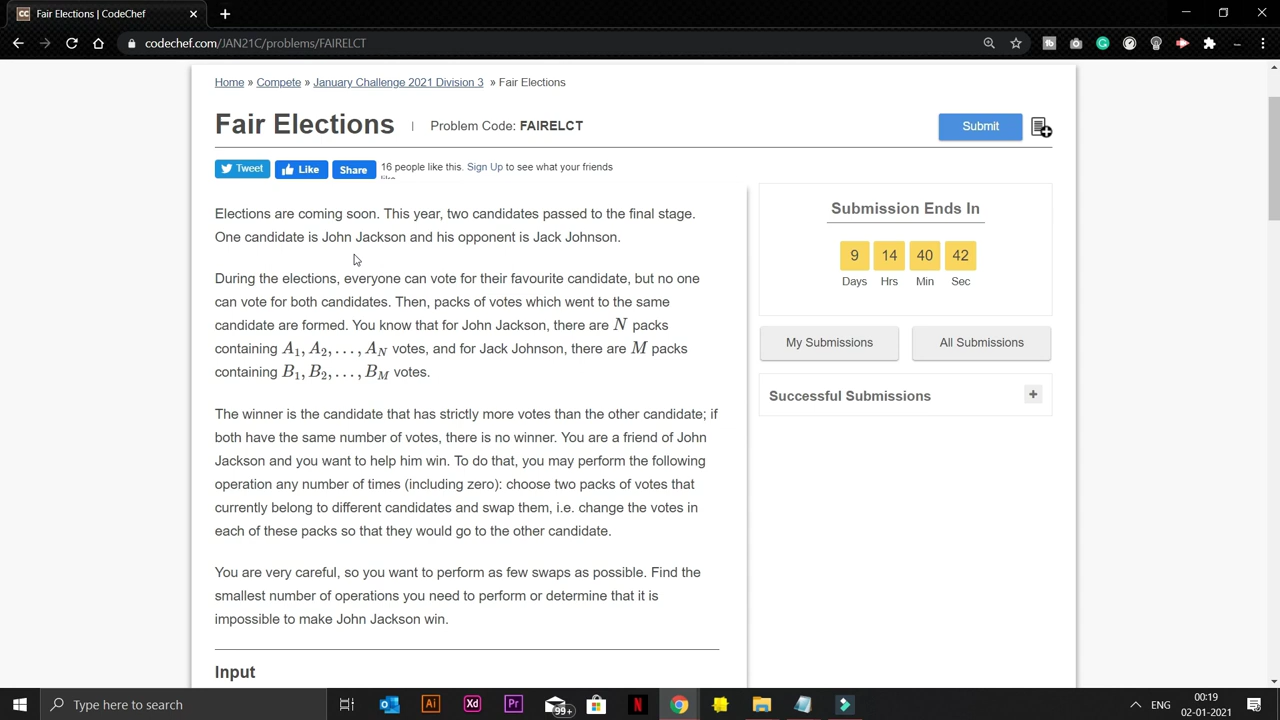 Fair Elections | CodeChef
codechef.com/JAN21C/problems/FAIRELCT
Home » Compete » January Challenge 2021 Division 3 » Fair Elections
Fair Elections | Problem Code: FAIRELCT
Submit
Tweet Like Share 16 people like this. Sign Up to see what your friends
like.
Elections are coming soon. This year, two candidates passed to the final stage.
One candidate is John Jackson and his opponent is Jack Johnson.
During the elections, everyone can vote for their favourite candidate, but no one
can vote for both candidates. Then, packs of votes which went to the same
candidate are formed. You know that for John Jackson, there are N packs
containing A1, A2, . . . , AN votes, and for Jack Johnson, there are M packs
containing B1, B2, . . . , BM votes.
The winner is the candidate that has strictly more votes than the other candidate; if
both have the same number of votes, there is no winner. You are a friend of John
Jackson and you want to help him win. To do that, you may perform the following
operation any number of times (including zero): choose two packs of votes that
currently belong to different candidates and swap them, i.e. change the votes in
each of these packs so that they would go to the other candidate.
You are very careful, so you want to perform as few swaps as possible. Find the
smallest number of operations you need to perform or determine that it is
impossible to make John Jackson win.
Input
Submission Ends In
9 14 40 42
Days Hrs Min Sec
My Submissions All Submissions
Successful Submissions +
Type here to search
Ai Xd Pr 99+ N
ENG
00:19
02-01-2021